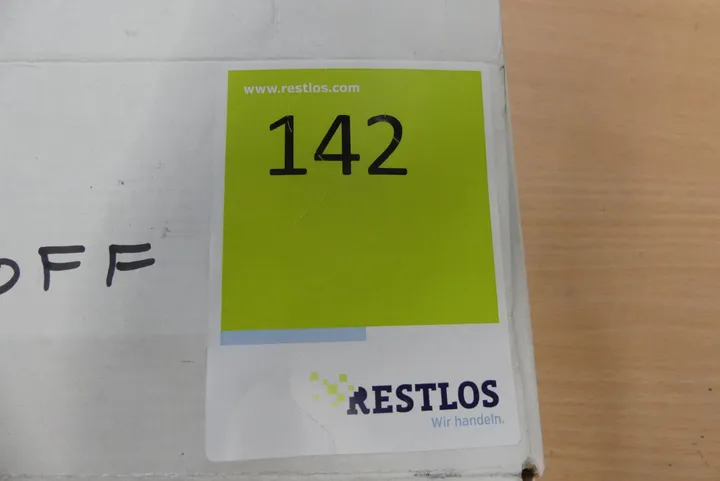 www.restlos.com
142
OFF
RESTLOS
Wir handeln.